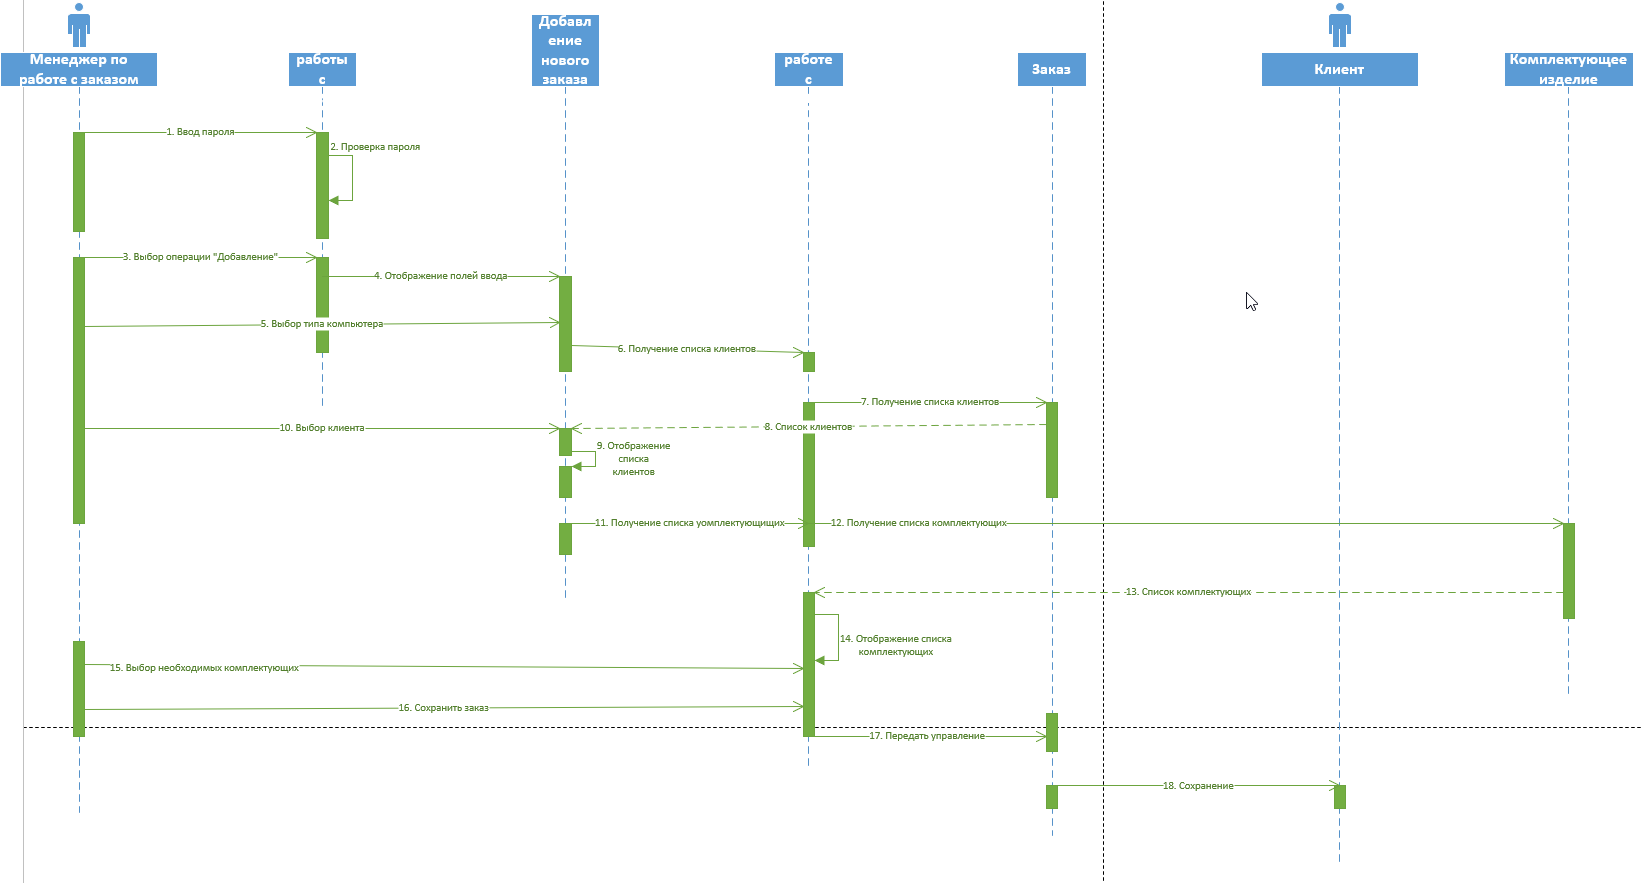 Менеджер по
работе с заказом
работы
с
Добавл
ение
нового
заказа
работе
с
Заказ
Клиент
Комплектующее
изделие
1. Ввод пароля
2. Проверка пароля
3. Выбор операции "Добавление"
4. Отображение полей ввода
5. Выбор типа компьютера
6. Получение списка клиентов
7. Получение списка клиентов
8. Список клиентов
10. Выбор клиента
9. Отображение
списка
клиентов
11. Получение списка уомплектующищих
12. Получение списка комплектующих
13. Список комплектующих
14. Отображение списка
комплектующих
15. Выбор необходимых комплектующих
16. Сохранить заказ
17. Передать управление
18. Сохранение